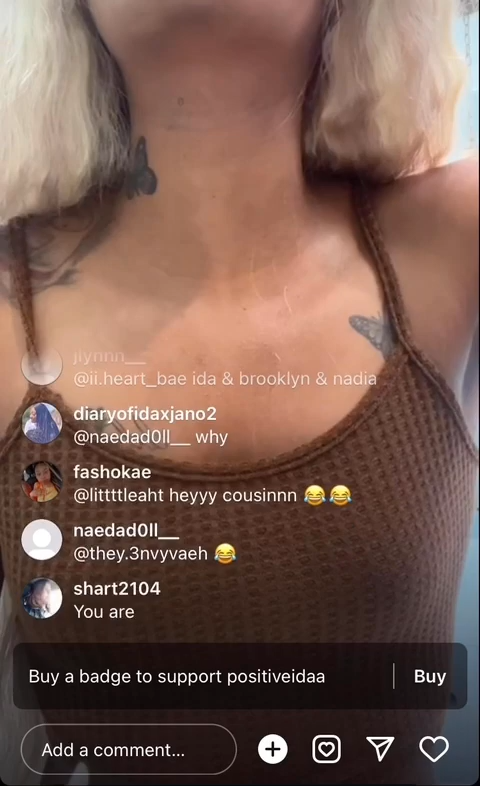 jlynnn__
@ii.heart_bae ida & brooklyn & nadia
diaryofidaxjano2
@naedad0ll__ why
fashokae
@littttleaht heyyy cousinnn 😂😂
naedad0ll__
@they.3nvyvaeh 😂
shart2104
You are
Buy a badge to support positiveidaa
Buy
Add a comment...